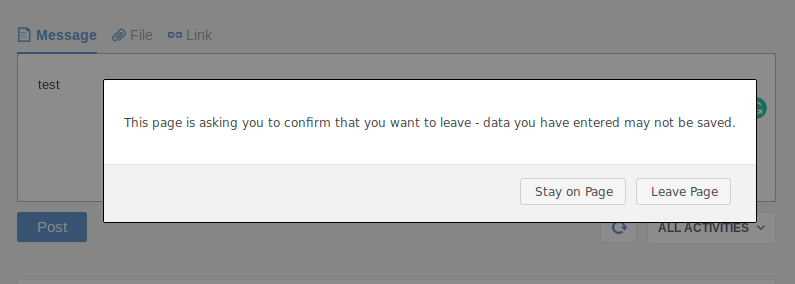 Message File Link
test
This page is asking you to confirm that you want to leave - data you have entered may not be saved.
Stay on Page Leave Page
Post ALL ACTIVITIES